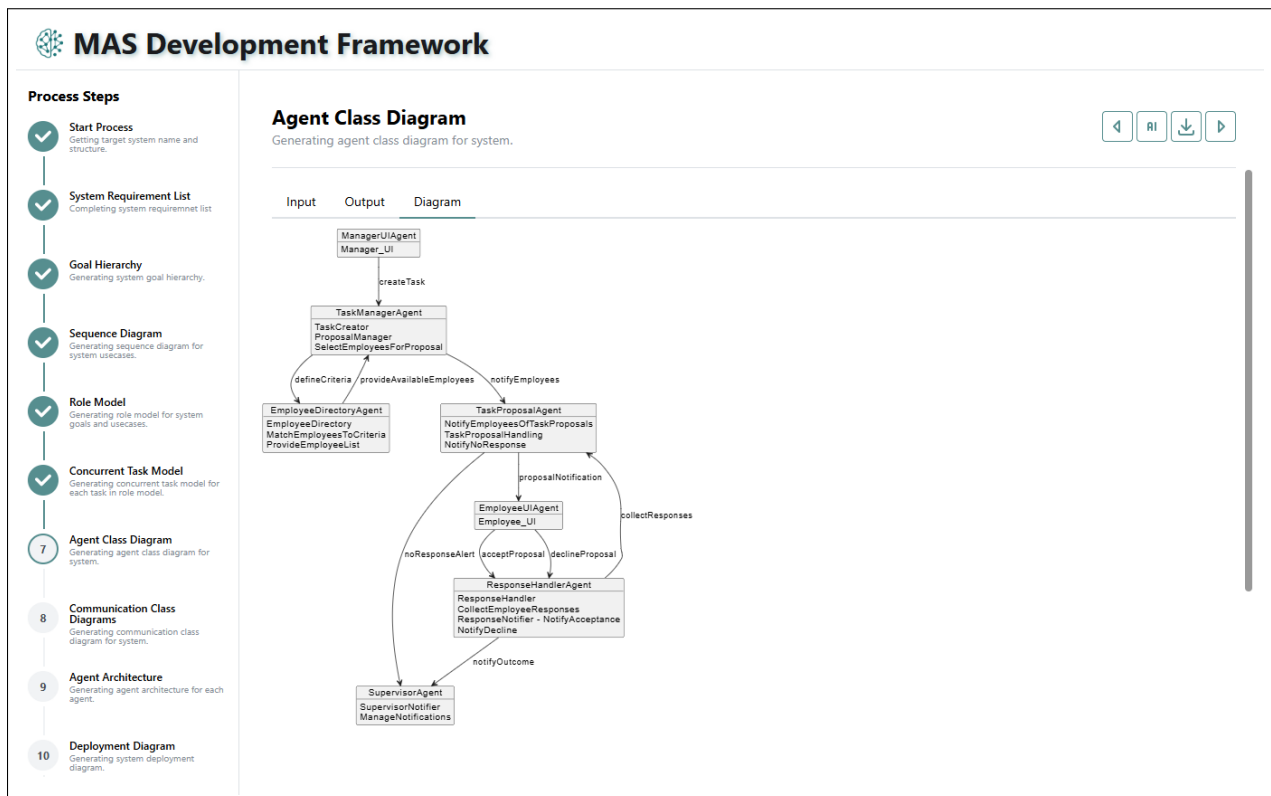 MAS Development Framework
Process Steps
Start Process
Getting target system name and
structure.
System Requirement List
Completing system requiremnet list
Goal Hierarchy
Generating system goal hierarchy.
Sequence Diagram
Generating sequence diagram for
system usecases.
Role Model
Generating role model for system
goals and usecases.
Concurrent Task Model
Generating concurrent task model for
each task in role model.
7
Agent Class Diagram
Generating agent class diagram for
system.
8
Communication Class
Diagrams
Generating communication class
diagram for system.
9
Agent Architecture
Generating agent architecture for each
agent.
10
Deployment Diagram
Generating system deployment
diagram.
Agent Class Diagram
Generating agent class diagram for system.
AI
Input Output Diagram
ManagerUIAgent
Manager_UI
createTask
TaskManagerAgent
TaskCreator
ProposalManager
SelectEmployeesForProposal
defineCriteria provideAvailableEmployees notifyEmployees
EmployeeDirectoryAgent
EmployeeDirectory
MatchEmployeesToCriteria
ProvideEmployeeList
TaskProposalAgent
NotifyEmployeesOfTaskProposals
TaskProposalHandling
NotifyNoResponse
proposalNotification
EmployeeUIAgent
Employee_UI
collectResponses
noResponseAlert acceptProposal declineProposal
ResponseHandlerAgent
ResponseHandler
CollectEmployeeResponses
ResponseNotifier - NotifyAcceptance
NotifyDecline
notifyOutcome
SupervisorAgent
SupervisorNotifier
ManageNotifications